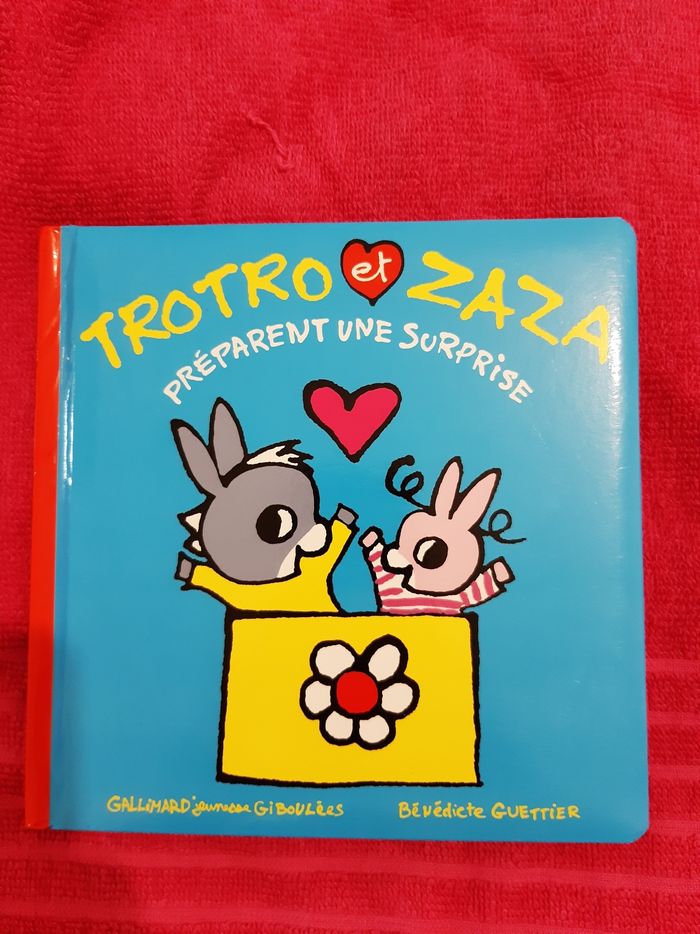 TROTRO et ZAZA
PRÉPARENT UNE SURPRISE
GALLIMARD jeunesse GIBOULÉES
BÉNÉDICTE GUETTIER